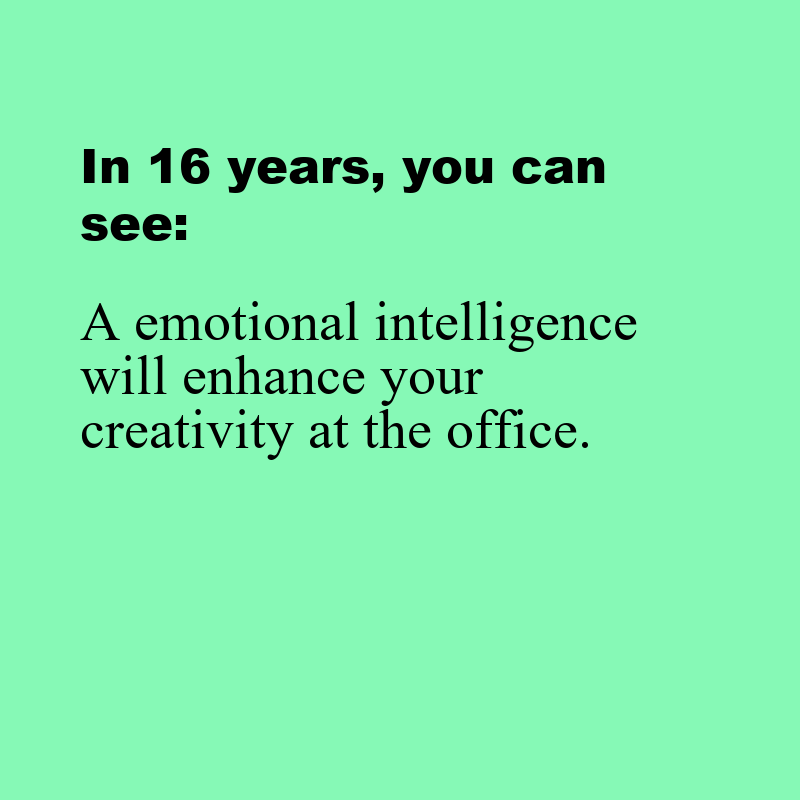 In 16 years, you can
see:
A emotional intelligence
will enhance your
creativity at the office.